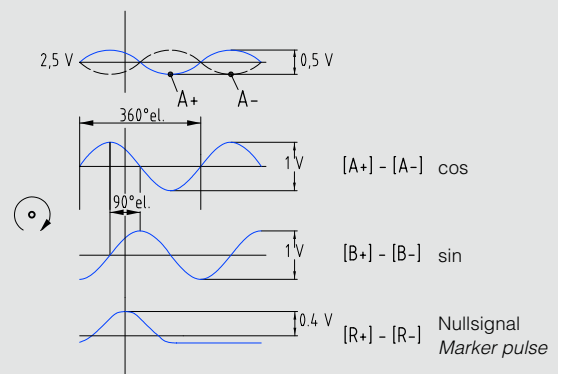 2,5 V
0,5 V
A+ A-
360°el.
1 V
[A+] - [A-] cos
90°el.
1 V
[B+] - [B-] sin
0.4 V
[R+] - [R-] Nullsignal
Marker pulse